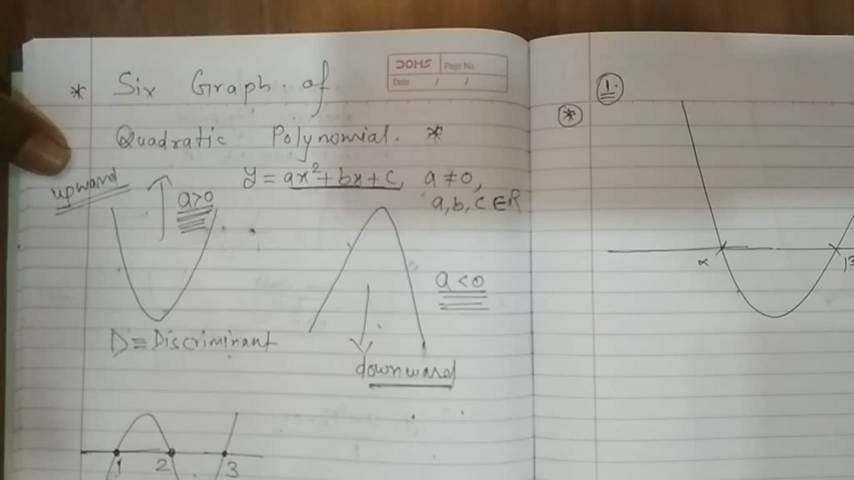 * Six Graph of
DOMS Page No.
Date / /
Quadratic Polynomial. *
y = ax²+bx+c, a≠0,
a, b, c ∈ R
upward
a>0
a<0
D≡Discriminant
downward
1 2 3
* 1.
α β